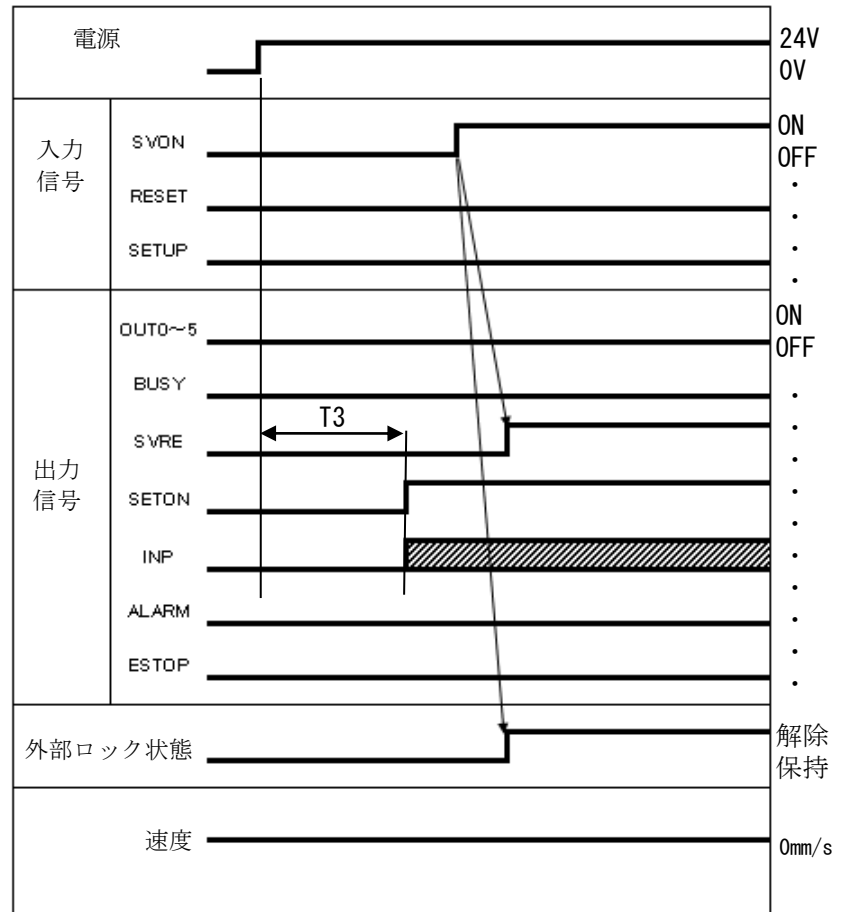 電源
24V
0V
入力
信号
SVON
ON
OFF
RESET
SETUP
出力
信号
OUT0~5
ON
OFF
BUSY
T3
SVRE
SETON
INP
ALARM
ESTOP
外部ロック状態
解除
保持
速度
0mm/s